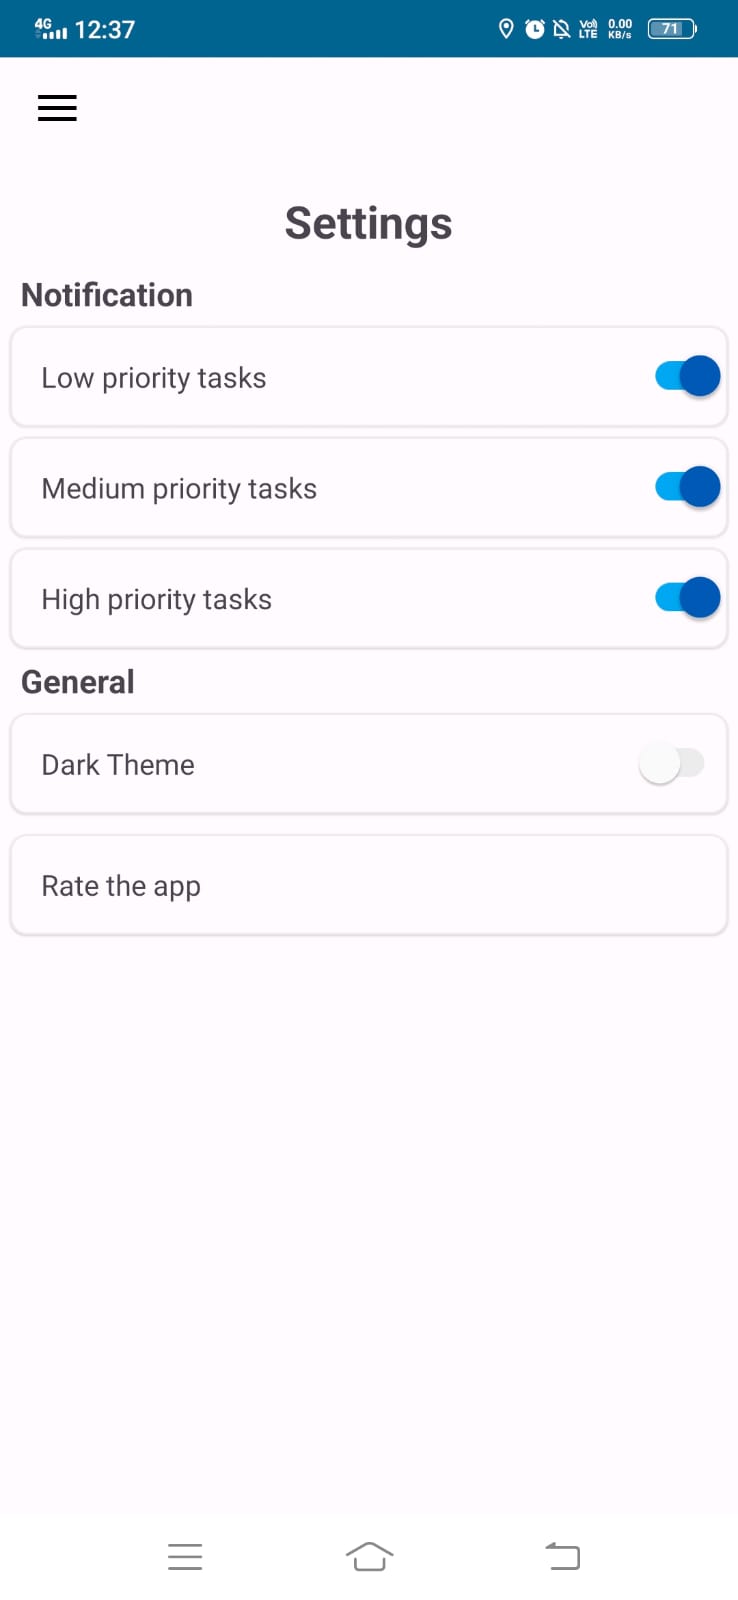 4G 12:37 Vo) LTE 0.00 KB/s 71
Settings
Notification
Low priority tasks
Medium priority tasks
High priority tasks
General
Dark Theme
Rate the app